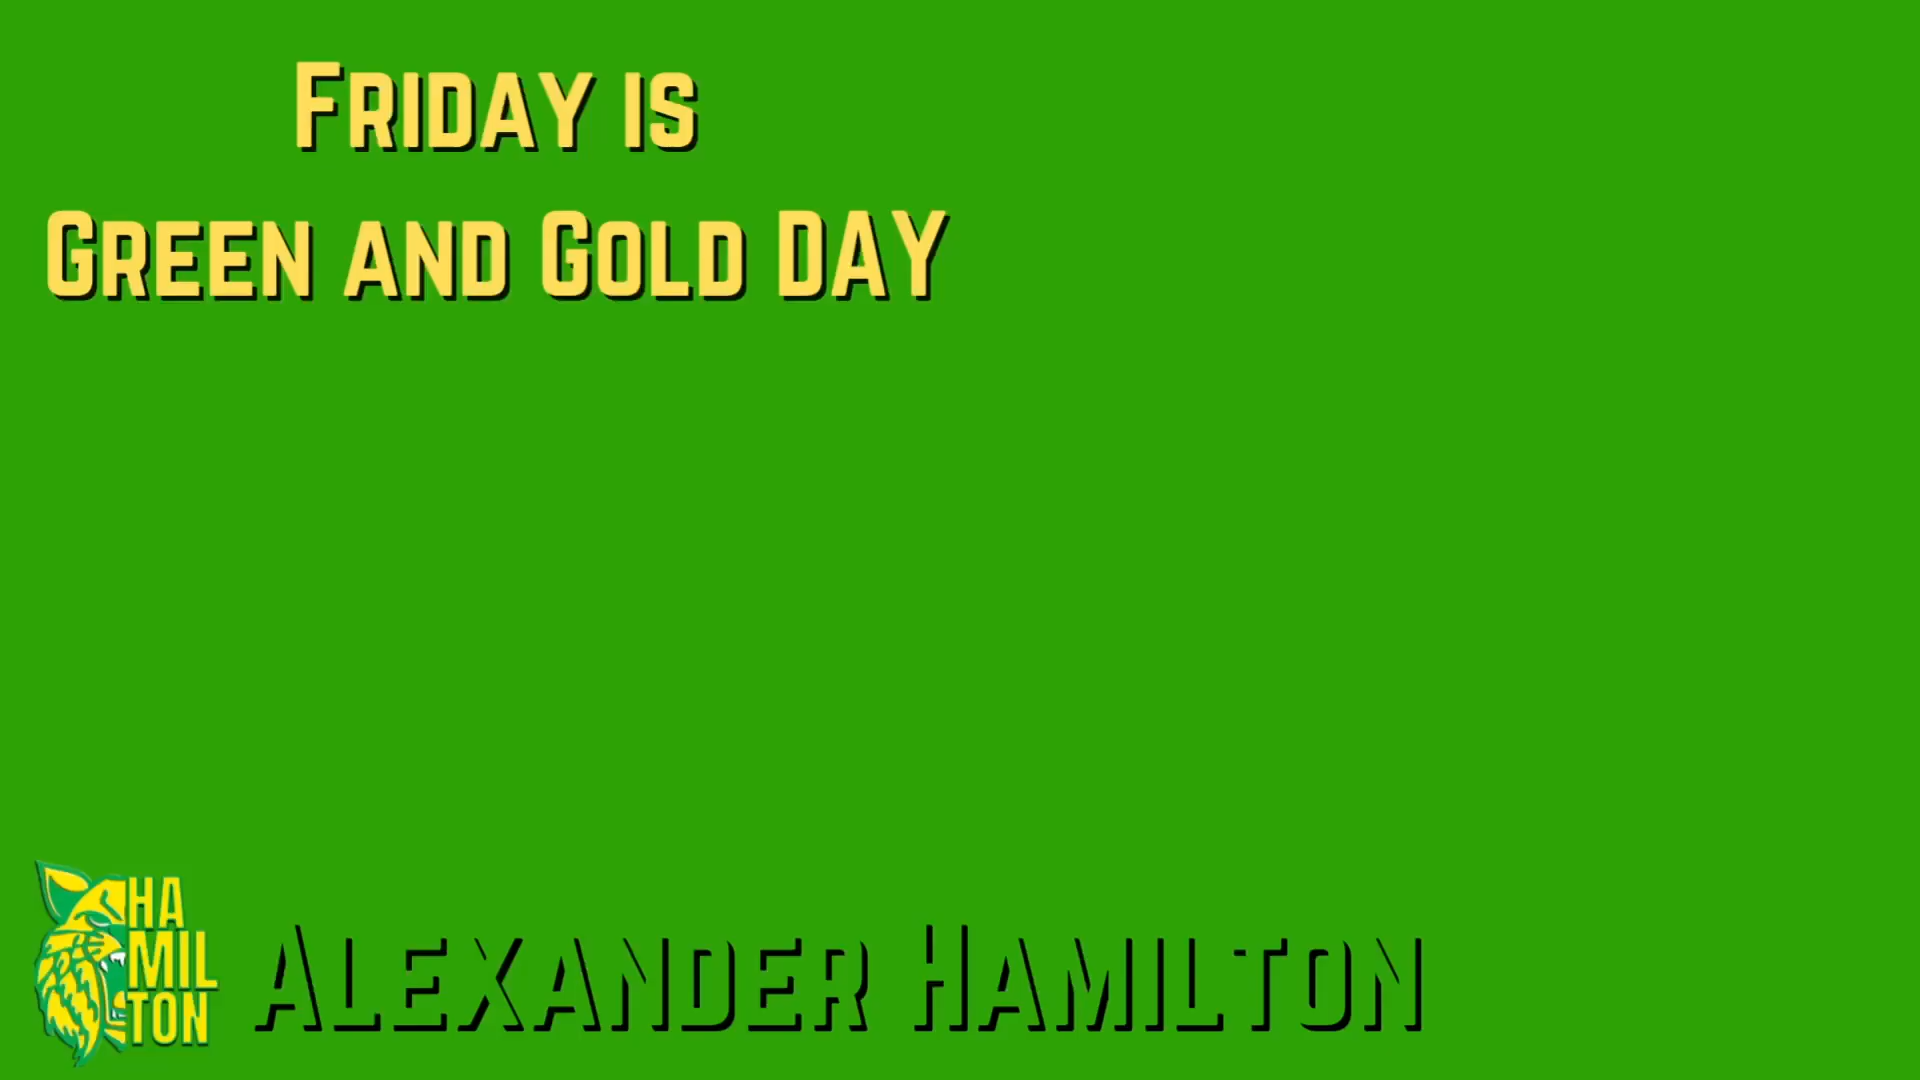 Friday is
Green and Gold DAY
HA
MIL
TON
Alexander Hamilton